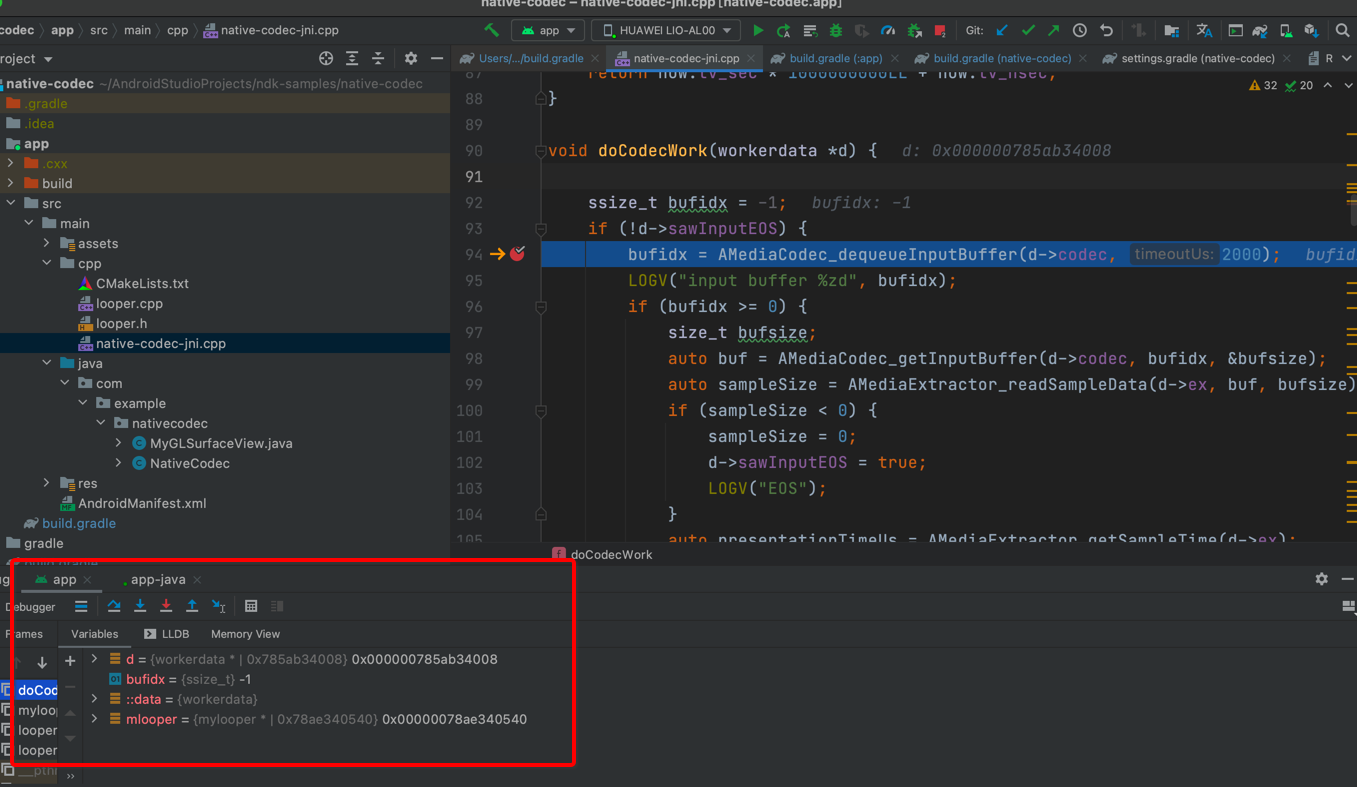 native-codec – native-codec-jni.cpp [native-codec.app]
codec
app
src
main
cpp
native-codec-jni.cpp
app
HUAWEI LIO-AL00
Git:
roject
Users/.../build.gradle
native-codec-jni.cpp
build.gradle (:app)
build.gradle (native-codec)
settings.gradle (native-codec)
R
native-codec ~/AndroidStudioProjects/ndk-samples/native-codec
.gradle
.idea
app
.cxx
build
src
main
assets
cpp
CMakeLists.txt
looper.cpp
looper.h
native-codec-jni.cpp
java
com
example
nativecodec
MyGLSurfaceView.java
NativeCodec
res
AndroidManifest.xml
build.gradle
gradle
build.gradle
32 20
87 return now.tv_sec * 1000000000LL + now.tv_nsec;
88 }
89
90 void doCodecWork(workerdata *d) { d: 0x000000785ab34008
91
92 ssize_t bufidx = -1; bufidx: -1
93 if (!d->sawInputEOS) {
94 bufidx = AMediaCodec_dequeueInputBuffer(d->codec, timeoutUs: 2000); bufid
95 LOGV("input buffer %zd", bufidx);
96 if (bufidx >= 0) {
97 size_t bufsize;
98 auto buf = AMediaCodec_getInputBuffer(d->codec, bufidx, &bufsize);
99 auto sampleSize = AMediaExtractor_readSampleData(d->ex, buf, bufsize)
100 if (sampleSize < 0) {
101 sampleSize = 0;
102 d->sawInputEOS = true;
103 LOGV("EOS");
104 }
105 auto presentationTimeUs = AMediaExtractor_getSampleTime(d->ex);
f doCodecWork
ug
app
app-java
Debugger
Frames
Variables
LLDB
Memory View
d = {workerdata * | 0x785ab34008} 0x000000785ab34008
01 bufidx = {ssize_t} -1
::data = {workerdata}
mlooper = {mylooper * | 0x78ae340540} 0x00000078ae340540
doCod
myloop
looper
looper
__pth